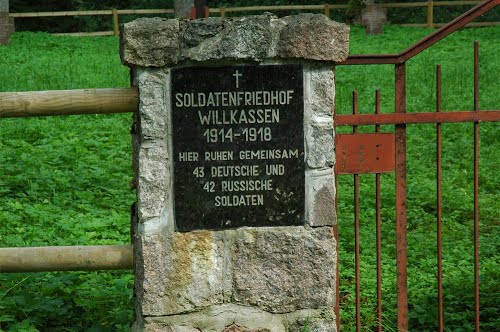 SOLDATENFRIEDHOF
WILLKASSEN
1914-1918
HIER RUHEN GEMEINSAM
43 DEUTSCHE UND
42 RUSSISCHE
SOLDATEN